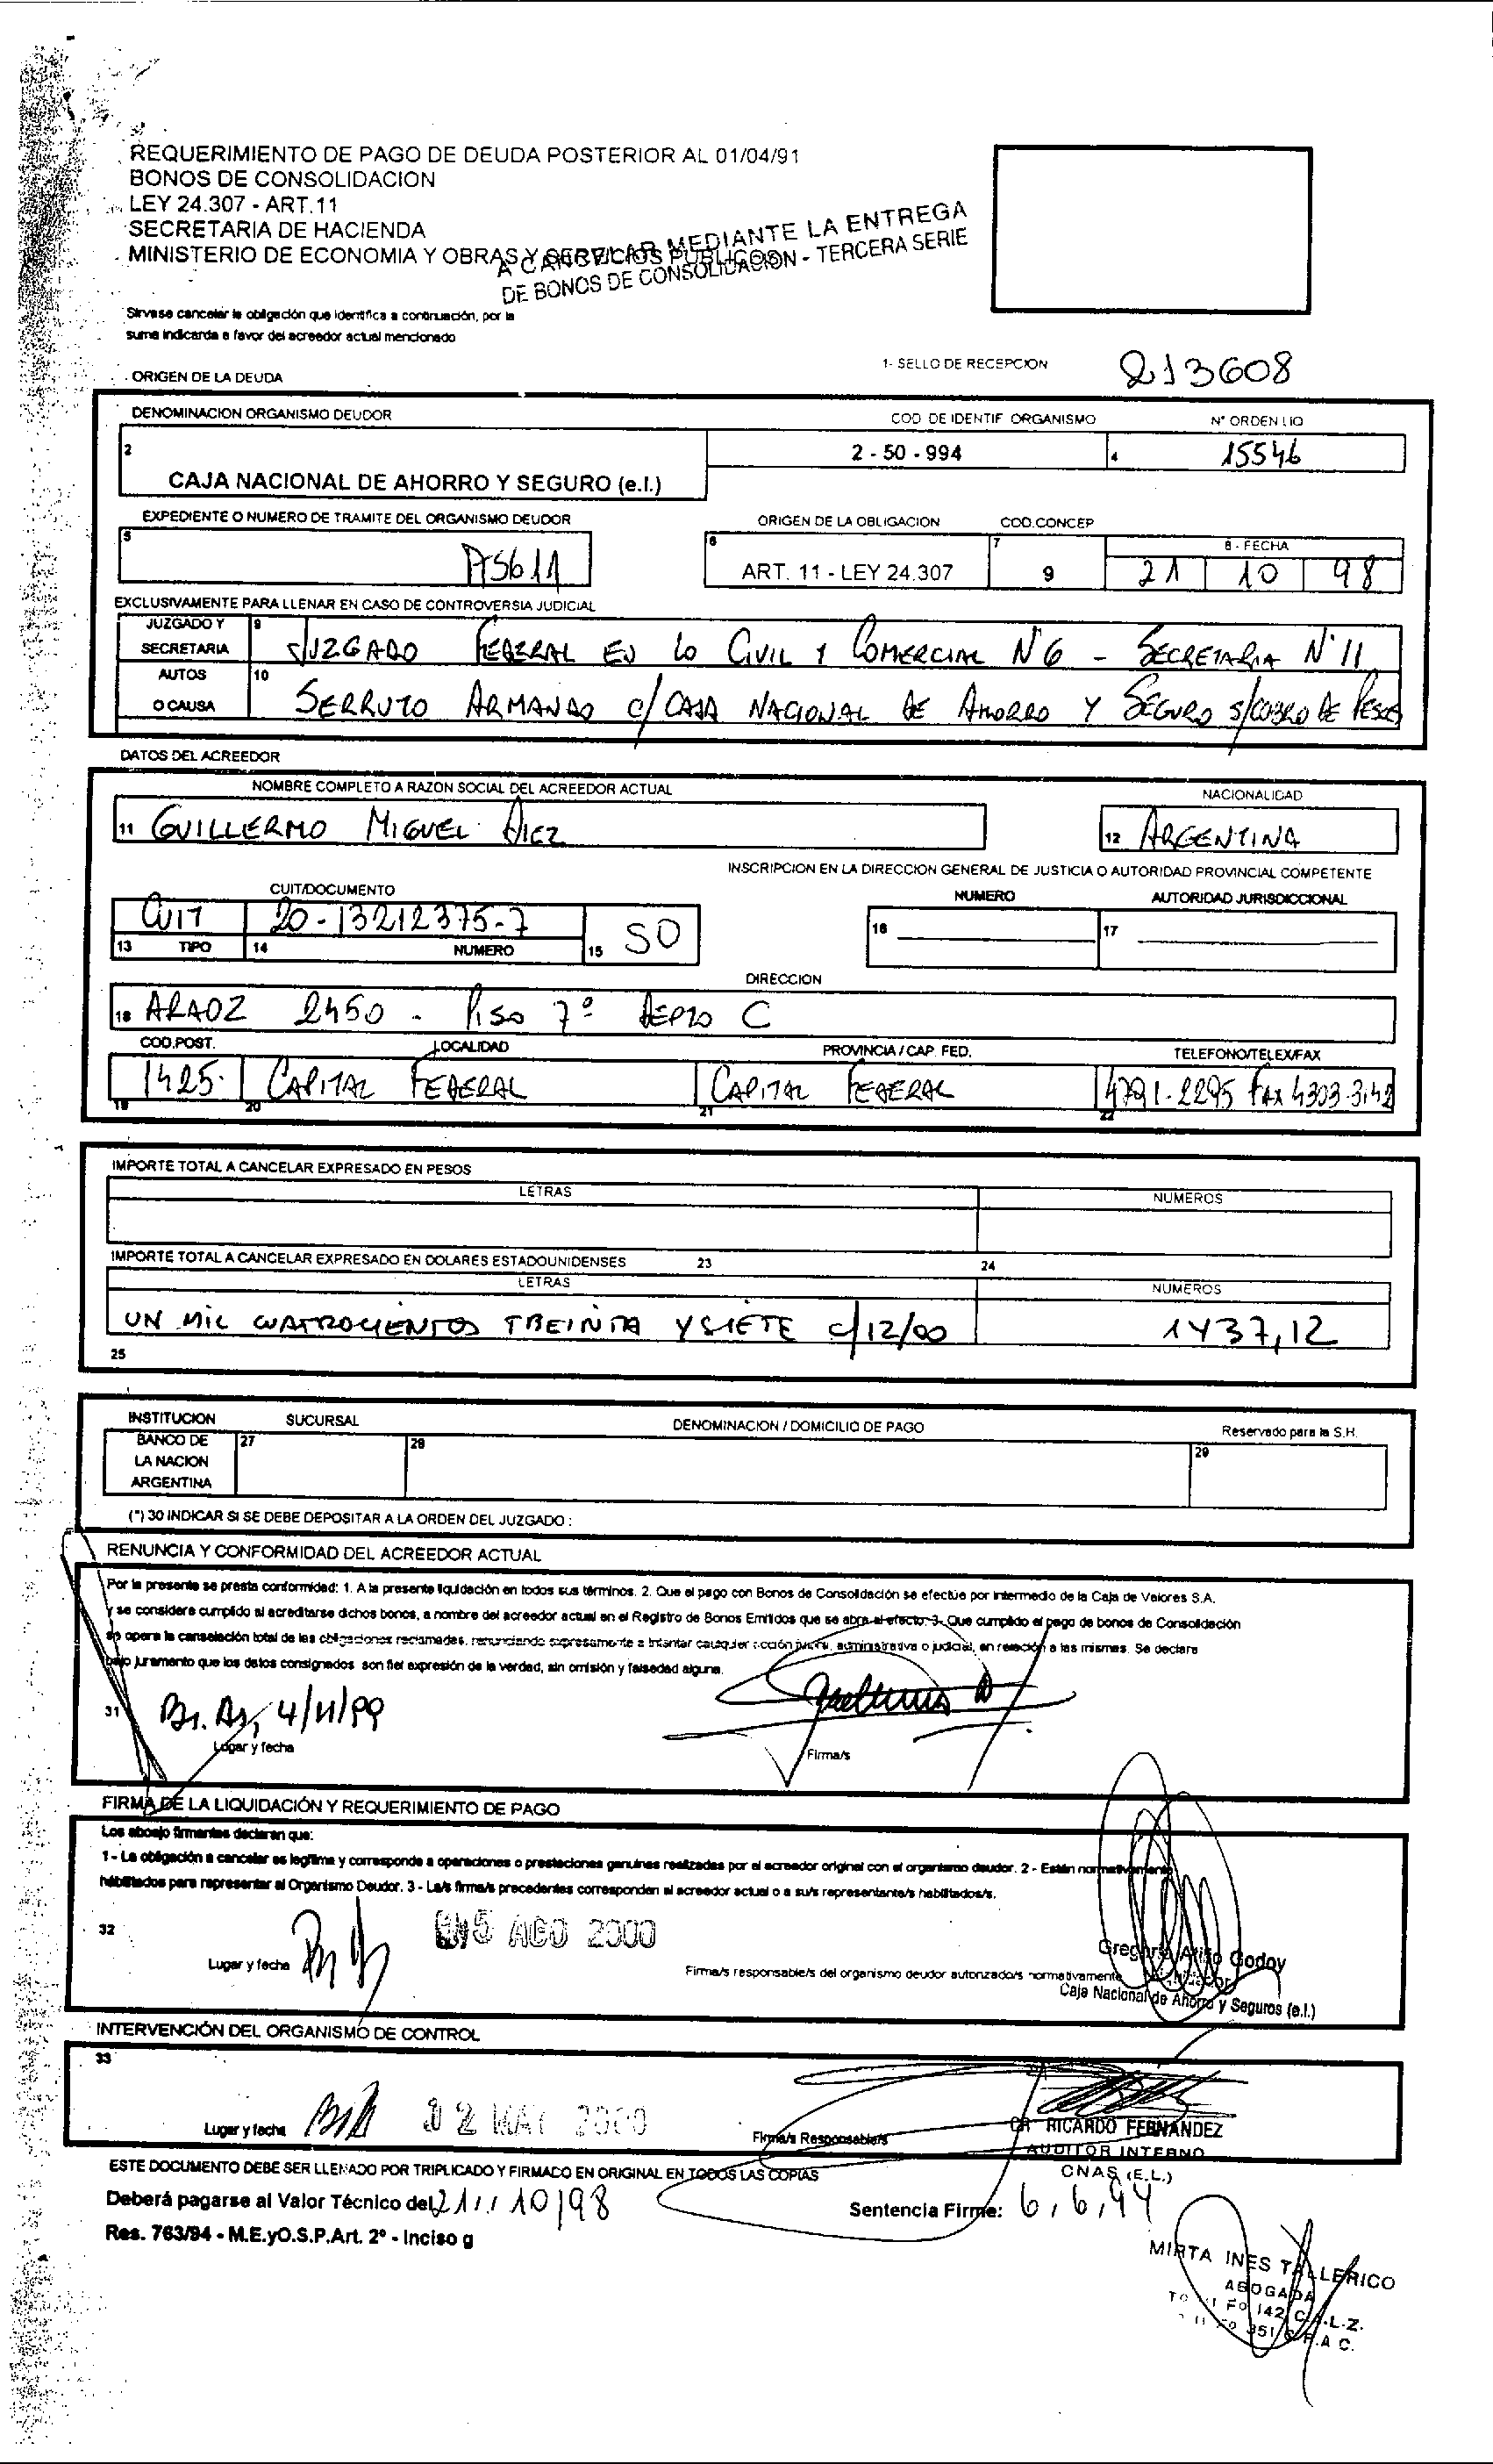 REQUERIMIENTO DE PAGO DE DEUDA POSTERIOR AL 01/04/91
BONOS DE CONSOLIDACION
LEY 24.307 - ART.11
SECRETARIA DE HACIENDA
MINISTERIO DE ECONOMIA Y OBRAS Y SERVICIOS PUBLICOS
A CANCELAR MEDIANTE LA ENTREGA
DE BONOS DE CONSOLIDACION - TERCERA SERIE
Sirvase cancelar la obligación que identifica a continuación, por la
suma indicarda a favor del acreedor actual mencionado
1- SELLO DE RECEPCION 213608
ORIGEN DE LA DEUDA
DENOMINACION ORGANISMO DEUDOR COD DE IDENTIF ORGANISMO N° ORDEN LIQ
2 CAJA NACIONAL DE AHORRO Y SEGURO (e.l.) 2 - 50 - 994 4 15546
EXPEDIENTE O NUMERO DE TRAMITE DEL ORGANISMO DEUDOR ORIGEN DE LA OBLIGACION COD.CONCEP 8 - FECHA
5 6 ART. 11 - LEY 24.307 7 9 21 10 98
EXCLUSIVAMENTE PARA LLENAR EN CASO DE CONTROVERSIA JUDICIAL
JUZGADO Y SECRETARIA 9 JUZGADO FEDERAL EN LO CIVIL Y COMERCIAL Nº 6 - SECRETARIA Nº 11
AUTOS O CAUSA 10 SERRUTO ARMANDO c/ CAJA NACIONAL DE AHORRO Y SEGURO s/COBRO DE PESOS
DATOS DEL ACREEDOR
NOMBRE COMPLETO A RAZON SOCIAL DEL ACREEDOR ACTUAL NACIONALIDAD
11 GUILLERMO MIGUEL DIEZ 12 ARGENTINA
INSCRIPCION EN LA DIRECCION GENERAL DE JUSTICIA O AUTORIDAD PROVINCIAL COMPETENTE
CUIT/DOCUMENTO NUMERO AUTORIDAD JURISDICCIONAL
CUIT 20-13212375-7 SO 16 17
13 TIPO 14 NUMERO 15
DIRECCION
18 ARAOZ 2450 - PISO 7º DEPTO C
COD.POST. LOCALIDAD PROVINCIA / CAP. FED. TELEFONO/TELEX/FAX
1425 CAPITAL FEDERAL CAPITAL FEDERAL 4791-2295 FAX 4303-3142
19 20 21 22
IMPORTE TOTAL A CANCELAR EXPRESADO EN PESOS
LETRAS NUMEROS
IMPORTE TOTAL A CANCELAR EXPRESADO EN DOLARES ESTADOUNIDENSES 23 24
LETRAS NUMEROS
UN MIL CUATROCIENTOS TREINTA Y SIETE c/12/00 1437,12
25
INSTITUCION SUCURSAL DENOMINACION / DOMICILIO DE PAGO Reservado para la S.H.
BANCO DE LA NACION ARGENTINA 27 28 29
(*) 30 INDICAR SI SE DEBE DEPOSITAR A LA ORDEN DEL JUZGADO :
RENUNCIA Y CONFORMIDAD DEL ACREEDOR ACTUAL
Por la presente se presta conformidad: 1. A la presente liquidación en todos sus términos. 2. Que el pago con Bonos de Consolidación se efectúe por intermedio de la Caja de Valores S.A.
y se considera cumplido al acreditarse dichos bonos, a nombre del acreedor actual en el Registro de Bonos Emitidos que se abra al efecto. 3- Que cumplido el pago de bonos de Consolidación
se opera la canselación total de las obligaciones reclamadas, renunciando expresamente a intentar cualquier acción administrativa o judicial, en relación a las mismas. Se declara
bajo juramento que los datos consignados son fiel expresión de la verdad, sin omisión y falsedad alguna.
31 Bs. As, 4/11/99
Lugar y fecha Firma/s
FIRMA DE LA LIQUIDACIÓN Y REQUERIMIENTO DE PAGO
Los aboajo firmantes declaran que:
1 - La obligación a cancelar es legítima y corresponde a operaciones o prestaciones genuinas realizadas por el acreedor original con el organismo deudor. 2 - Están normativamente
habilitados para representar al Organismo Deudor. 3 - La/s firma/s precedentes corresponden al acreedor actual o a su/s representante/s habilitados/s.
32
Lugar y fecha AGO 2000
Firma/s responsable/s del organismo deudor autorizado/s normativamente
Godoy
Caja Nacional de Ahorro y Seguros (e.l.)
INTERVENCIÓN DEL ORGANISMO DE CONTROL
33
Lugar y fecha 2000 Firma/s Responsable/s
CR RICARDO FERNANDEZ
AUDITOR INTERNO
CNAS (E.L.)
ESTE DOCUMENTO DEBE SER LLENADO POR TRIPLICADO Y FIRMADO EN ORIGINAL EN TODOS LAS COPIAS
Deberá pagarse al Valor Técnico del 21/10/98 Sentencia Firme: 6, 6, 94
Res. 763/94 - M.E.yO.S.P.Art. 2º - Inciso g
MIRTA INES TALLERICO
ABOGADA